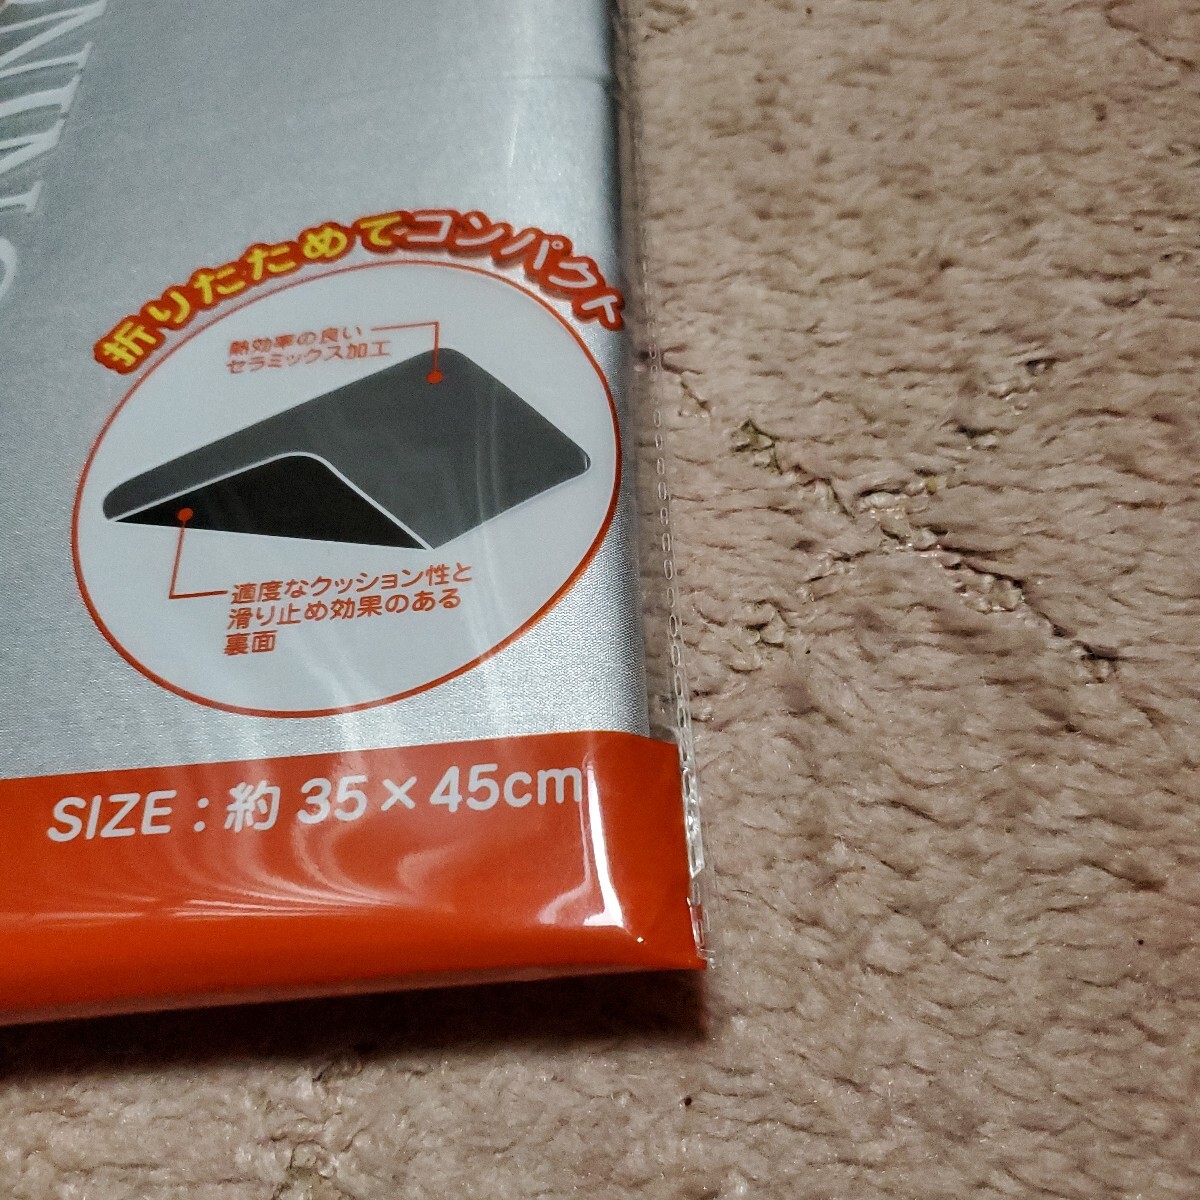 折りたためてコンパクト
熱効率の良い
セラミックス加工
適度なクッション性と
滑り止め効果のある
裏面
SIZE : 約 35×45cm